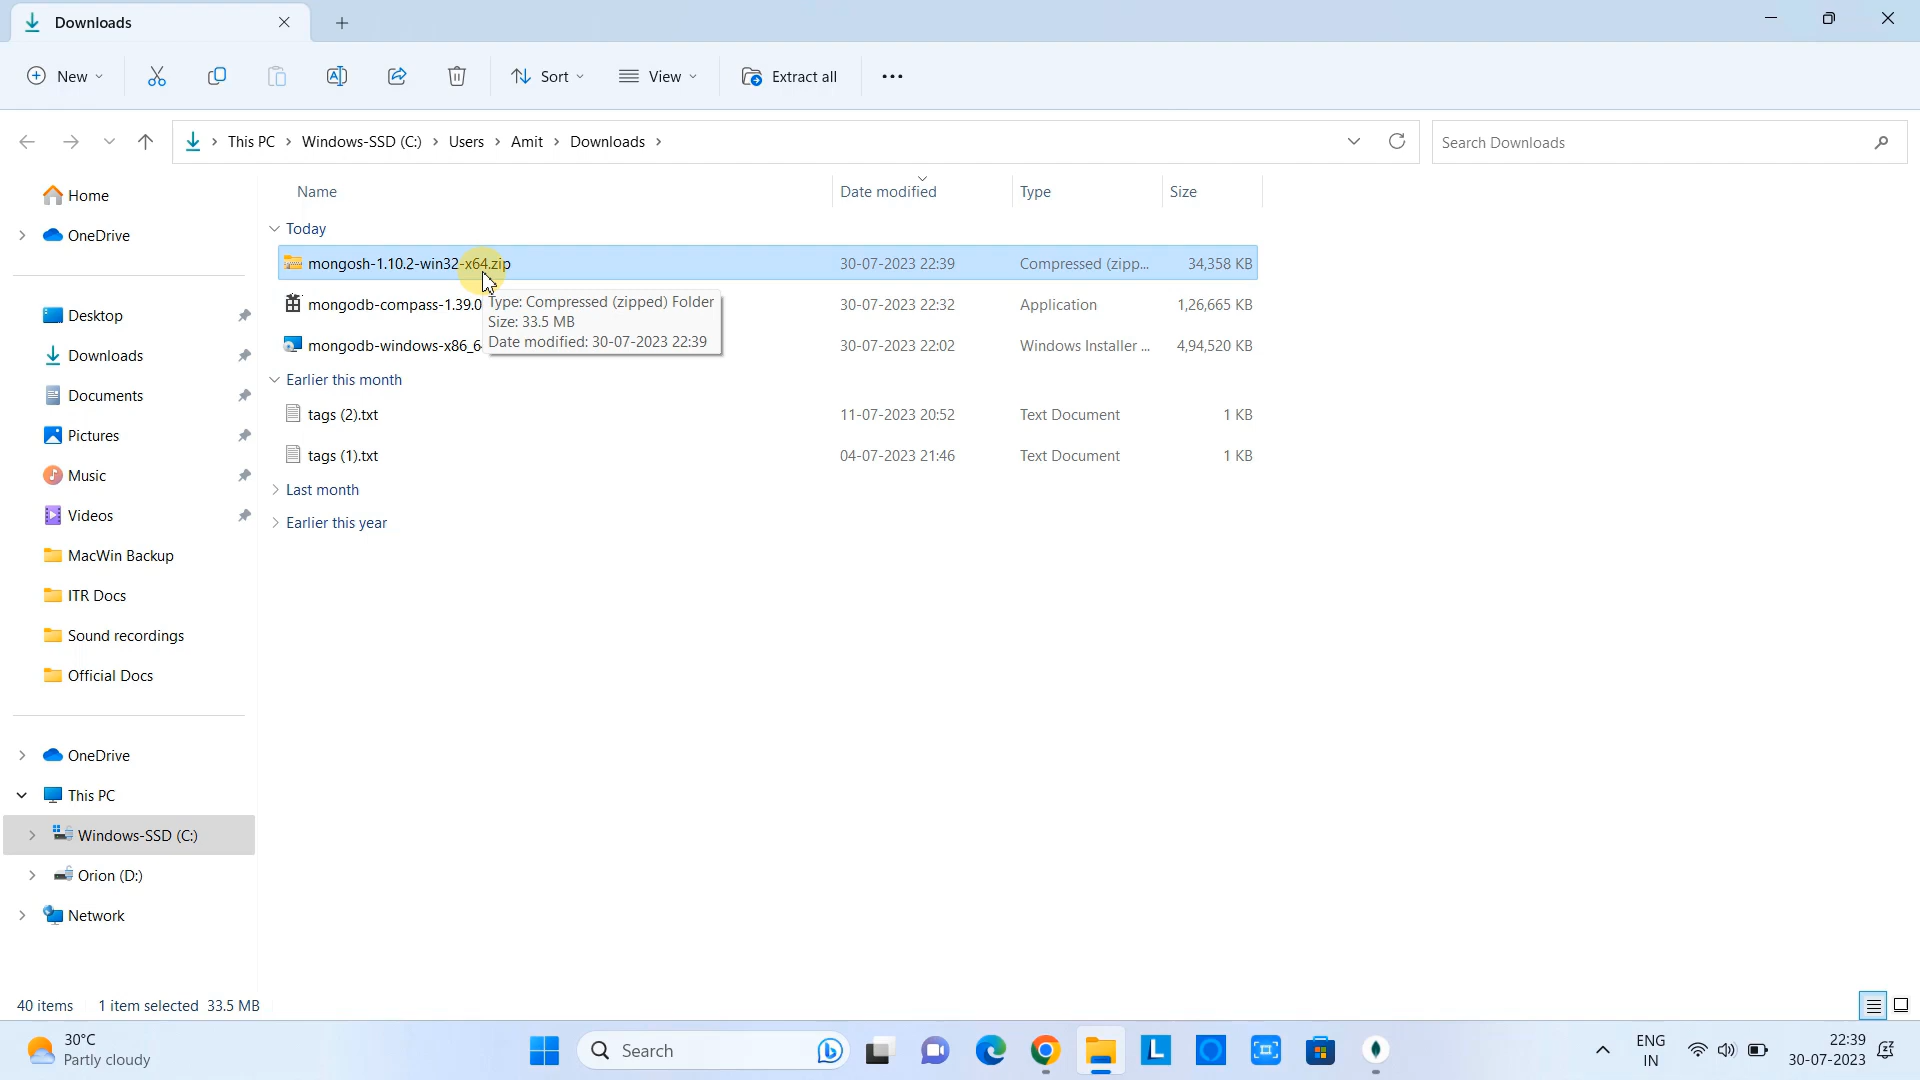 Downloads
New
Sort
View
Extract all
This PC
Windows-SSD (C:)
Users
Amit
Downloads
Search Downloads
Home
OneDrive
Desktop
Downloads
Documents
Pictures
Music
Videos
MacWin Backup
ITR Docs
Sound recordings
Official Docs
OneDrive
This PC
Windows-SSD (C:)
Orion (D:)
Network
Name Date modified Type Size
Today
mongosh-1.10.2-win32-x64.zip 30-07-2023 22:39 Compressed (zipp... 34,358 KB
mongodb-compass-1.39.0 30-07-2023 22:32 Application 1,26,665 KB
mongodb-windows-x86_6 30-07-2023 22:02 Windows Installer ... 4,94,520 KB
Type: Compressed (zipped) Folder
Size: 33.5 MB
Date modified: 30-07-2023 22:39
Earlier this month
tags (2).txt 11-07-2023 20:52 Text Document 1 KB
tags (1).txt 04-07-2023 21:46 Text Document 1 KB
Last month
Earlier this year
40 items 1 item selected 33.5 MB
30°C
Partly cloudy
Search
L
ENG
IN
22:39
30-07-2023